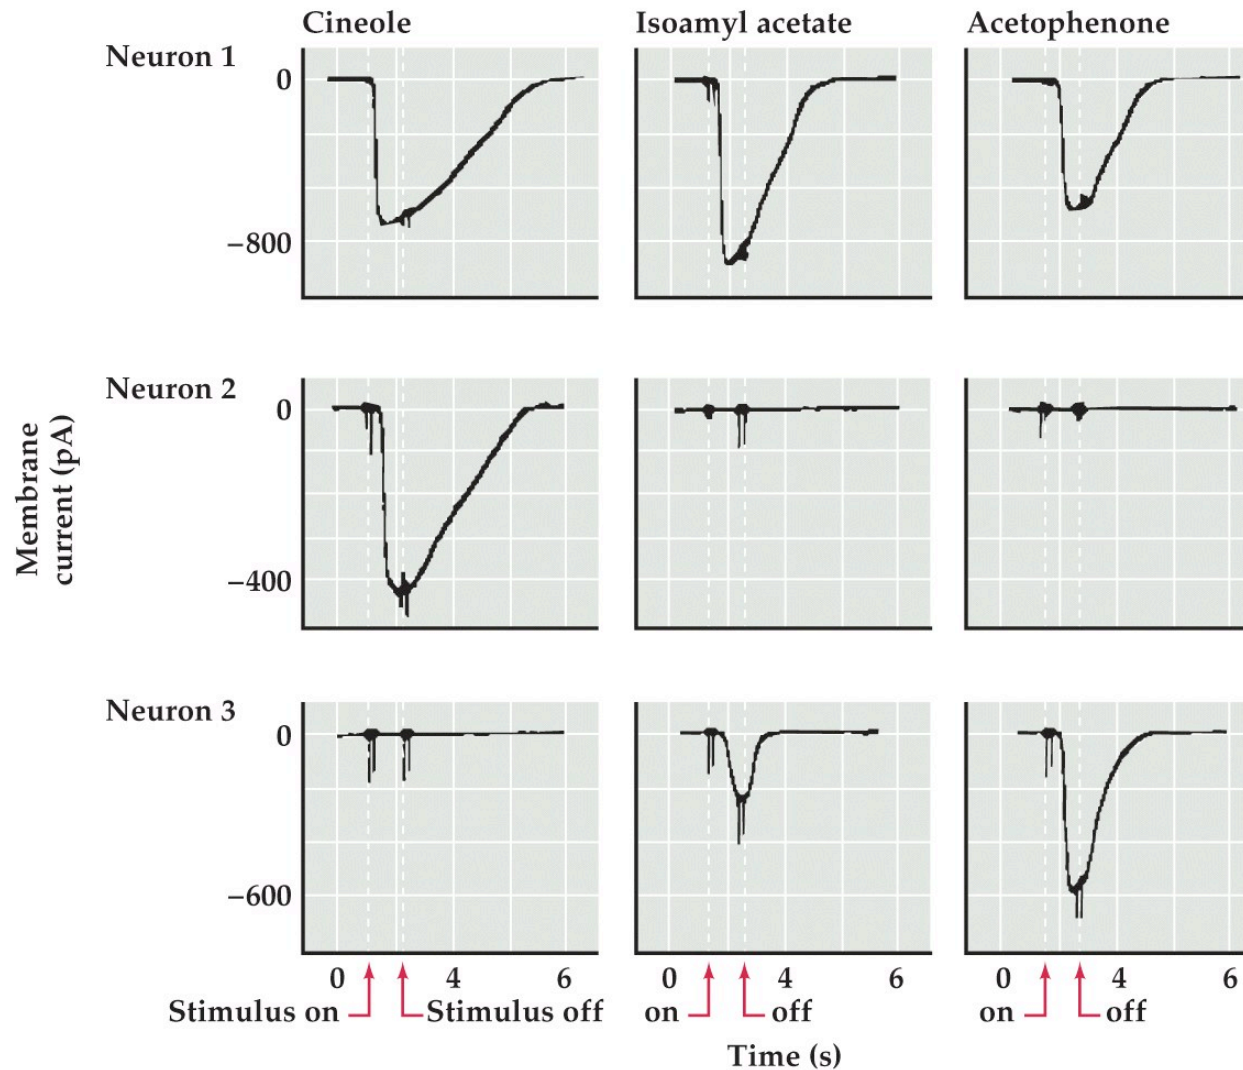 Cineole
Isoamyl acetate
Acetophenone
Neuron 1
0
−800
Neuron 2
0
−400
Membrane
current (pA)
Neuron 3
0
−600
0 4 6
0 4 6
0 4 6
Stimulus on
Stimulus off
on
off
on
off
Time (s)